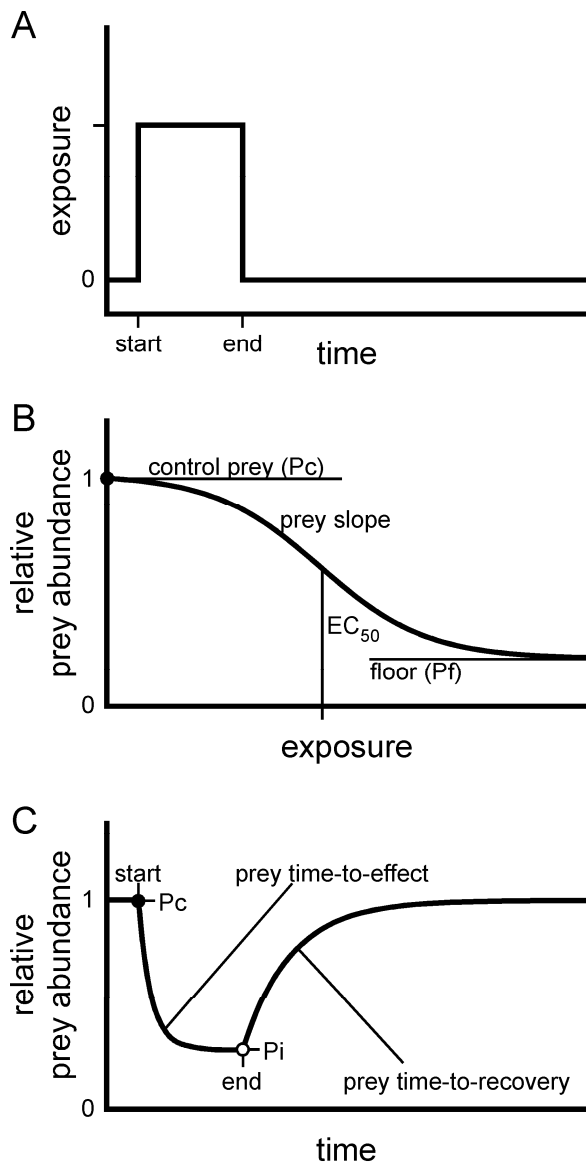 A
exposure
0
start
end
time
B
relative
prey abundance
1
control prey (Pc)
prey slope
EC50
floor (Pf)
0
exposure
C
relative
prey abundance
start
prey time-to-effect
1
Pc
Pi
end
prey time-to-recovery
0
time